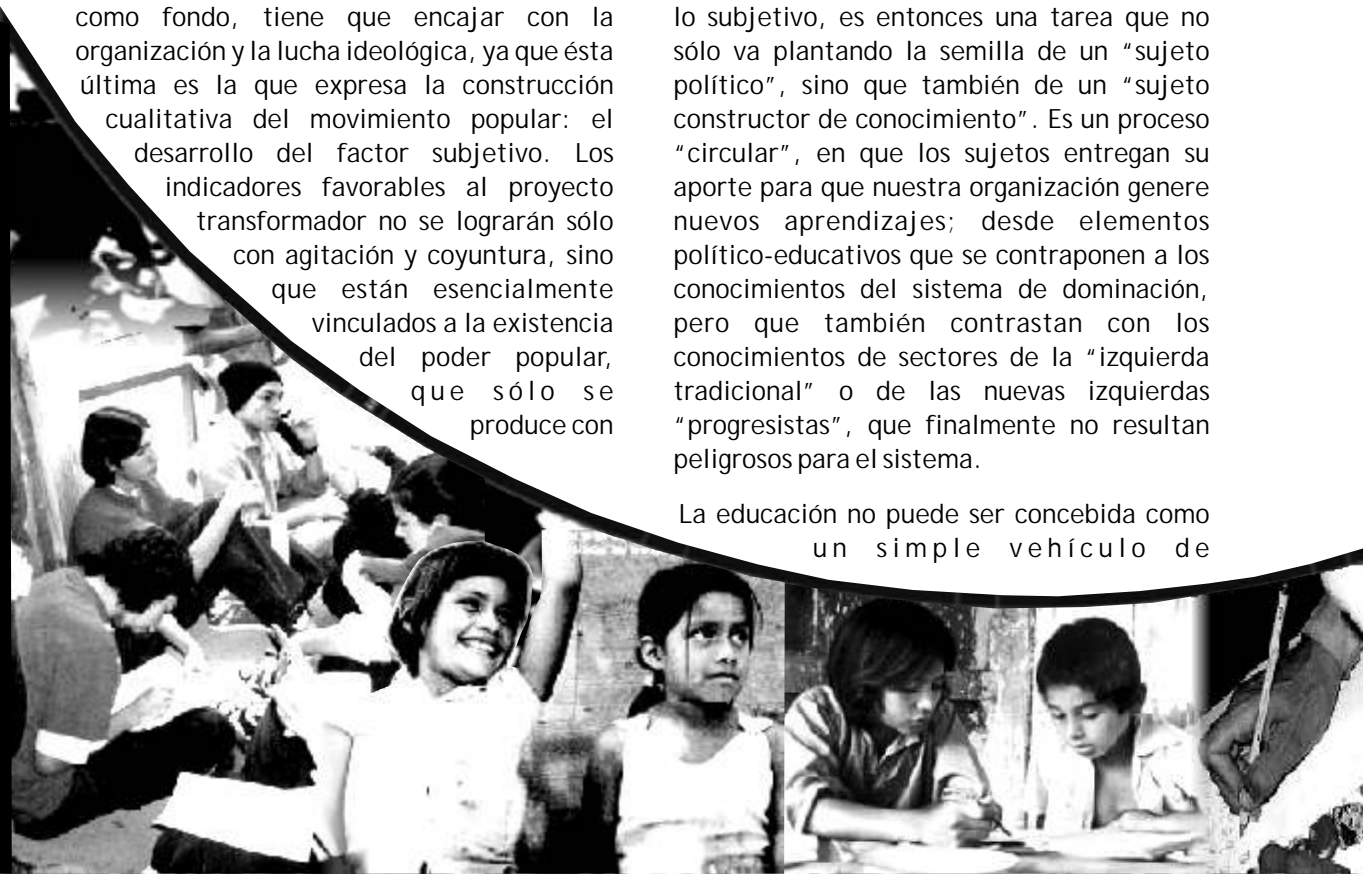 como fondo, tiene que encajar con la
organización y la lucha ideológica, ya que ésta
última es la que expresa la construcción
cualitativa del movimiento popular: el
desarrollo del factor subjetivo. Los
indicadores favorables al proyecto
transformador no se lograrán sólo
con agitación y coyuntura, sino
que están esencialmente
vinculados a la existencia
del poder popular,
que sólo se
produce con
lo subjetivo, es entonces una tarea que no
sólo va plantando la semilla de un “sujeto
político”, sino que también de un “sujeto
constructor de conocimiento”. Es un proceso
“circular”, en que los sujetos entregan su
aporte para que nuestra organización genere
nuevos aprendizajes; desde elementos
político-educativos que se contraponen a los
conocimientos del sistema de dominación,
pero que también contrastan con los
conocimientos de sectores de la “izquierda
tradicional” o de las nuevas izquierdas
“progresistas”, que finalmente no resultan
peligrosos para el sistema.
La educación no puede ser concebida como
un simple vehículo de